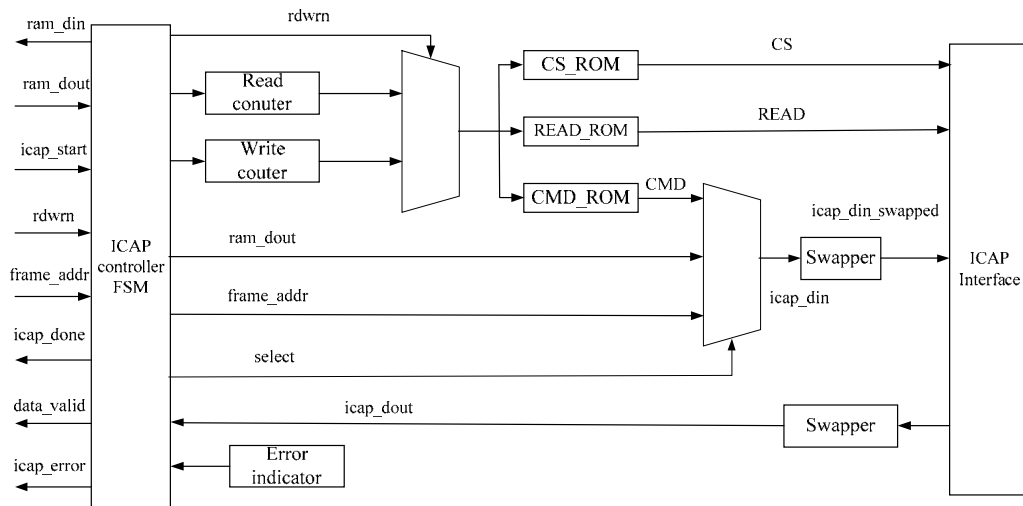 ram_din
ram_dout
icap_start
rdwrn
frame_addr
icap_done
data_valid
icap_error
ICAP
controller
FSM
rdwrn
Read
conuter
Write
couter
CS_ROM
READ_ROM
CMD_ROM
CS
READ
CMD
ram_dout
frame_addr
select
icap_din
Swapper
icap_din_swapped
ICAP
Interface
icap_dout
Swapper
Error
indicator